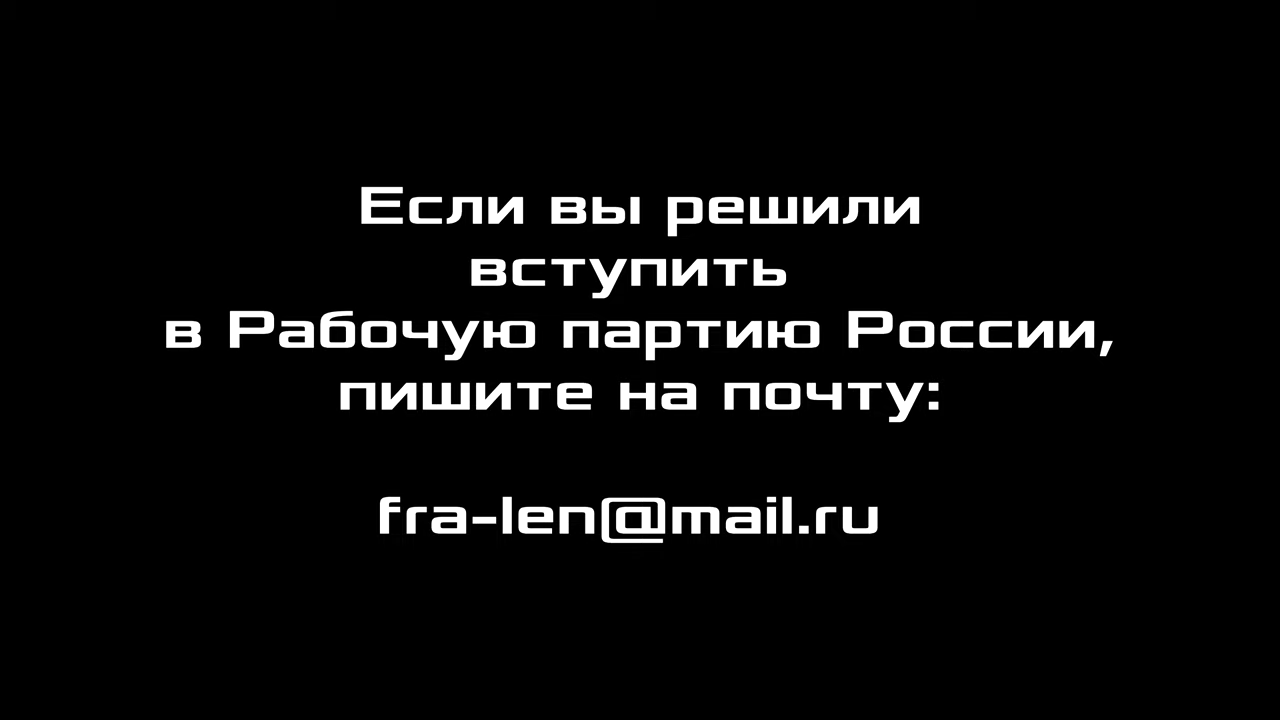 Если вы решили
вступить
в Рабочую партию России,
пишите на почту:
fra-len@mail.ru